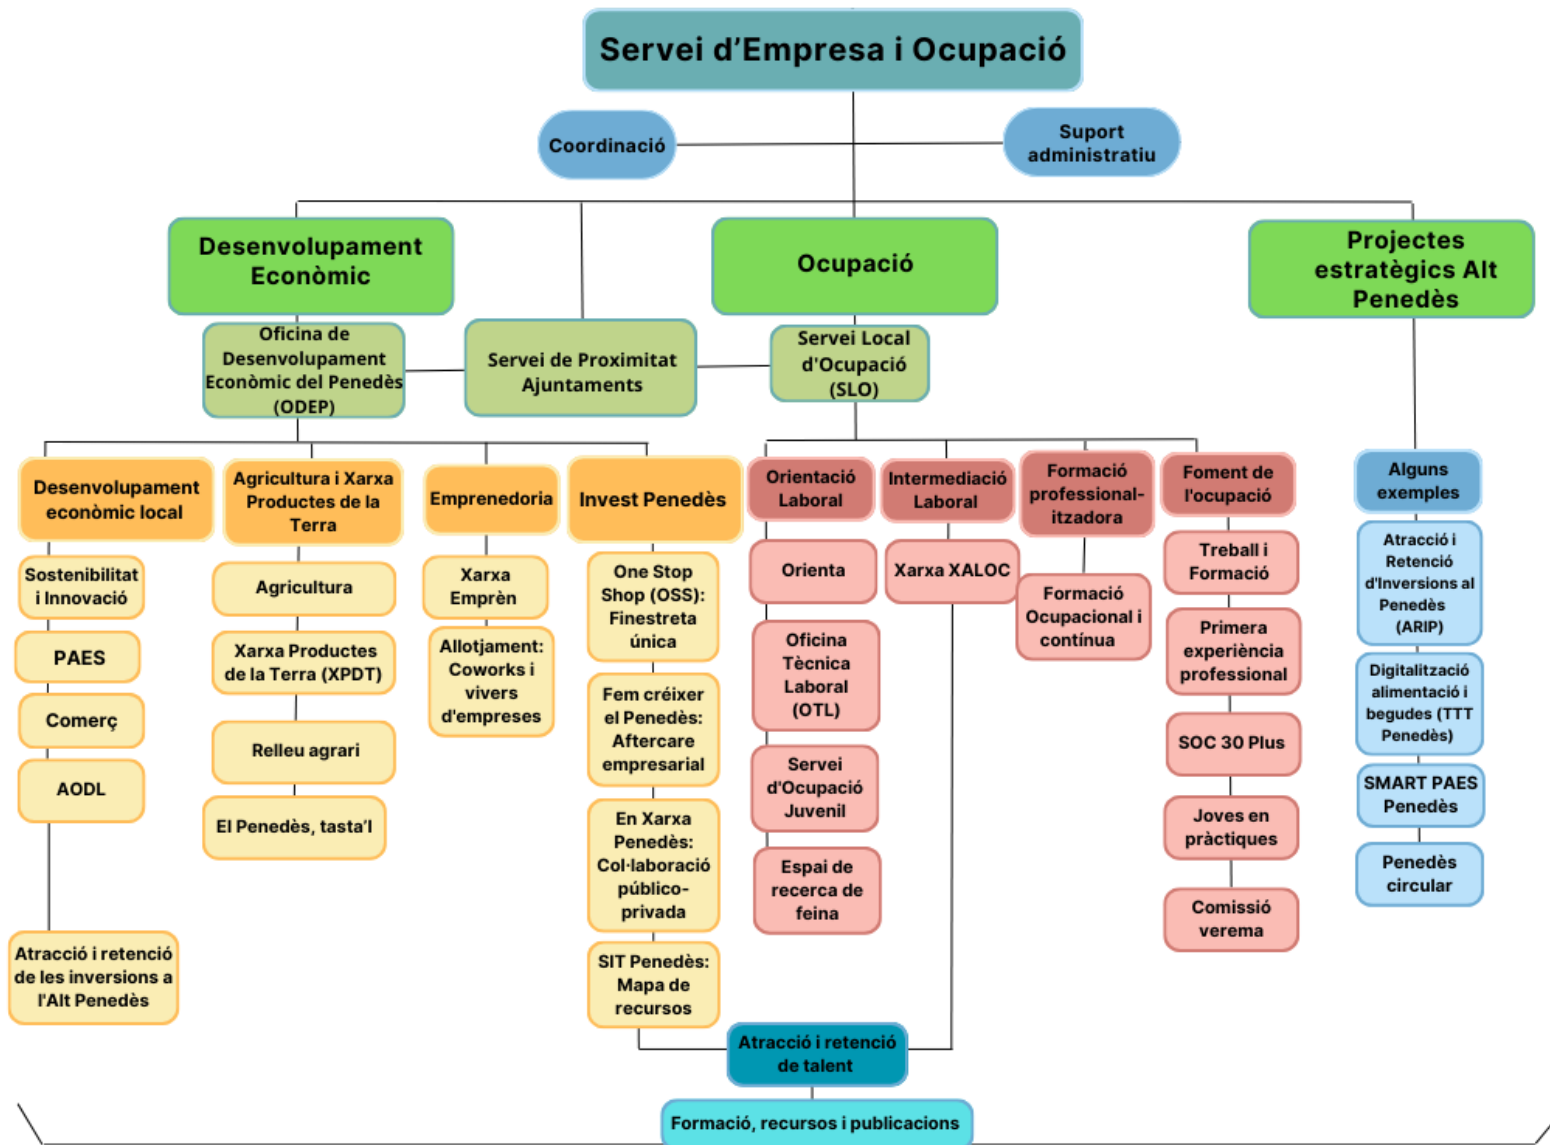 Servei d’Empresa i Ocupació
Coordinació
Suport
administratiu
Desenvolupament
Econòmic
Ocupació
Projectes
estratègics Alt
Penedès
Oficina de
Desenvolupament
Econòmic del Penedès
(ODEP)
Servei de Proximitat
Ajuntaments
Servei Local
d'Ocupació
(SLO)
Desenvolupament
econòmic local
Sostenibilitat
i Innovació
PAES
Comerç
AODL
Atracció i retenció
de les inversions a
l'Alt Penedès
Agricultura i Xarxa
Productes de la
Terra
Agricultura
Xarxa Productes
de la Terra (XPDT)
Relleu agrari
El Penedès, tasta’l
Emprenedoria
Xarxa
Emprèn
Allotjament:
Coworks i
vivers
d'empreses
Invest Penedès
One Stop
Shop (OSS):
Finestreta
única
Fem créixer
el Penedès:
Aftercare
empresarial
En Xarxa
Penedès:
Col·laboració
público-
privada
SIT Penedès:
Mapa de
recursos
Orientació
Laboral
Orienta
Oficina
Tècnica
Laboral
(OTL)
Servei
d'Ocupació
Juvenil
Espai de
recerca de
feina
Intermediació
Laboral
Xarxa XALOC
Formació
professional-
itzadora
Formació
Ocupacional i
contínua
Foment de
l'ocupació
Treball i
Formació
Primera
experiència
professional
SOC 30 Plus
Joves en
pràctiques
Comissió
verema
Alguns
exemples
Atracció i
Retenció
d'Inversions al
Penedès
(ARIP)
Digitalització
alimentació i
begudes (TTT
Penedès)
SMART PAES
Penedès
Penedès
circular
Atracció i retenció
de talent
Formació, recursos i publicacions